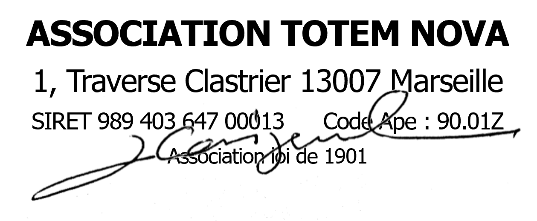 ASSOCIATION TOTEM NOVA
1, Traverse Clastrier 13007 Marseille
SIRET 989 403 647 00013 Code Ape : 90.01Z
Association loi de 1901